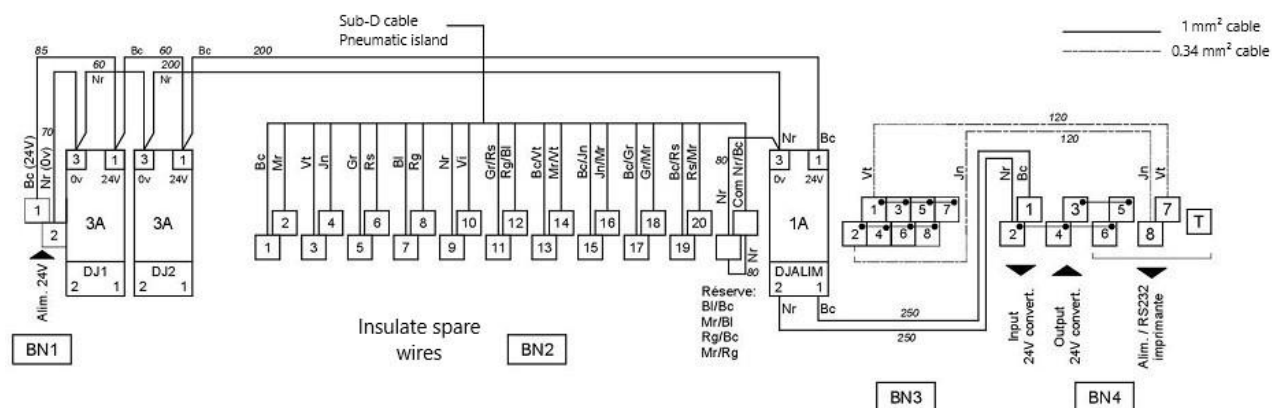 Sub-D cable
Pneumatic island
1 mm² cable
0.34 mm² cable
85
Bc
60
Bc
200
60
Nr
200
Nr
120
120
Bc (24V)
Nr (0v)
70
3
1
0v
24V
3A
DJ1
2
1
3
1
0v
24V
3A
DJ2
2
1
1
2
Alim. 24V
BN1
Bc
Mr
Vt
Jn
Gr
Rs
Bl
Rg
Nr
Vi
Gr/Rs
Rg/Bl
Bc/Vt
Mr/Vt
Bc/Jn
Jn/Mr
Bc/Gr
Gr/Mr
Bc/Rs
Rs/Mr
2
4
6
8
10
12
14
16
18
20
1
3
5
7
9
11
13
15
17
19
Insulate spare
wires
BN2
80
Nr
Com Nr/Bc
Nr
80
Réserve:
Bl/Bc
Mr/Bl
Rg/Bc
Mr/Rg
Nr
Bc
3
1
0v
24V
1A
DJALIM
2
1
Nr
Bc
250
250
Vt
Jn
1
3
5
7
2
4
6
8
BN3
Nr
Bc
Jn
Vt
1
3
5
7
2
4
6
8
T
Input
24V convert.
Output
24V convert.
Alim. / RS232
imprimante
BN4